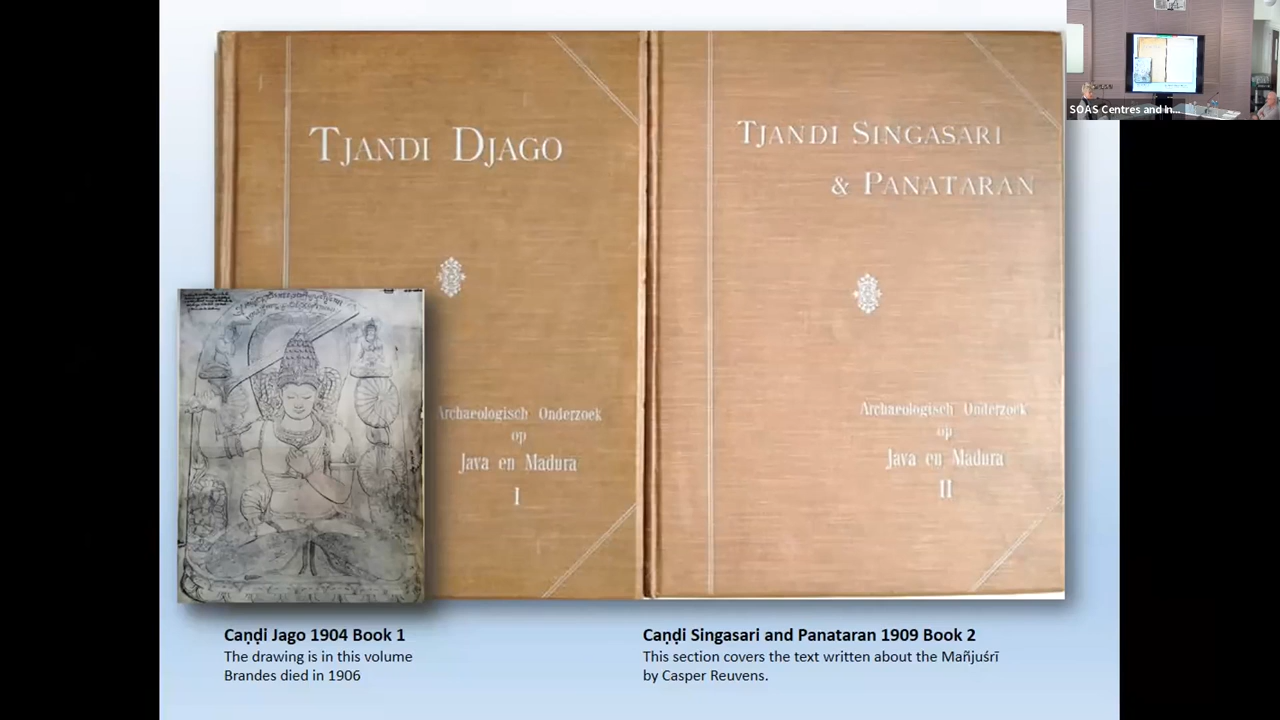 TJANDI DJAGO
Archaeologisch Onderzoek
op
Java en Madura
I
TJANDI SINGASARI
& PANATARAN
Archaeologisch Onderzoek
op
Java en Madura
II
Caṇḍi Jago 1904 Book 1
The drawing is in this volume
Brandes died in 1906
Caṇḍi Singasari and Panataran 1909 Book 2
This section covers the text written about the Mañjuśrī
by Casper Reuvens.
SOAS Centres and In...